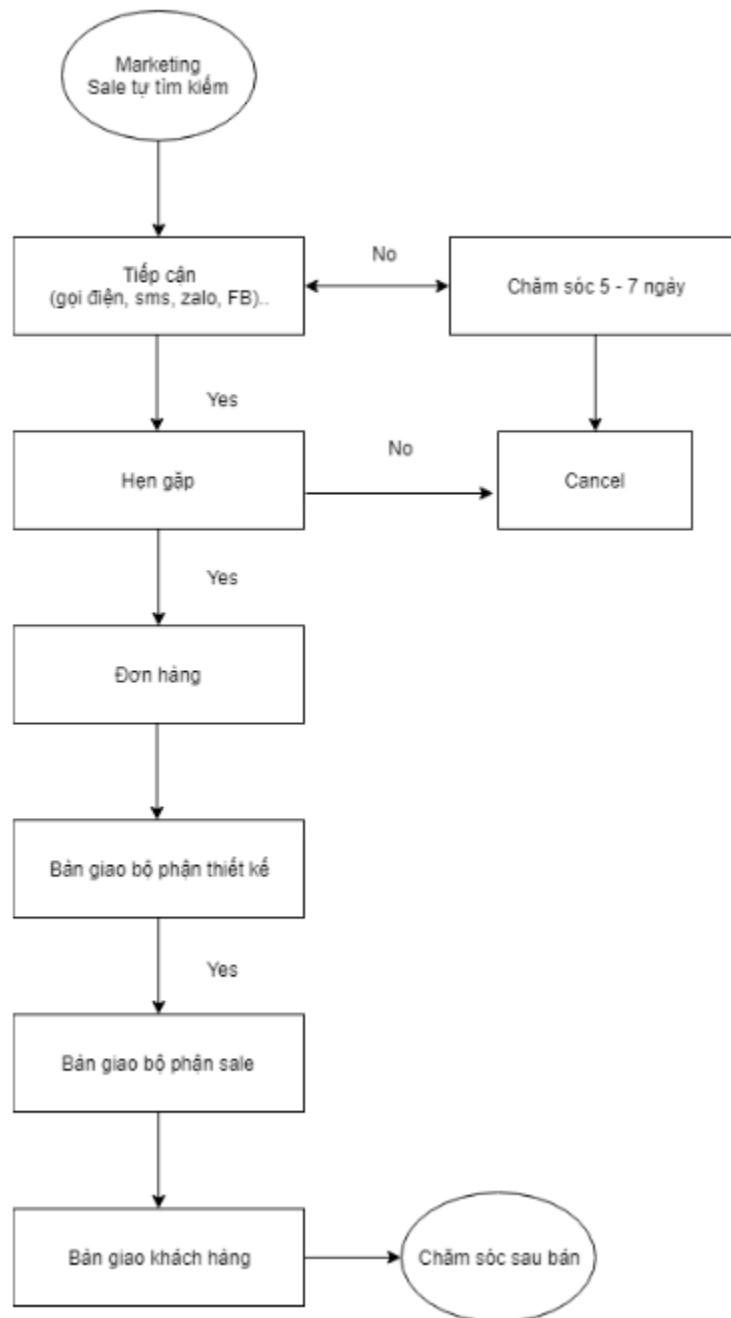 Marketing
Sale tự tìm kiếm
Tiếp cận
(gọi điện, sms, zalo, FB)..
No
Chăm sóc 5 - 7 ngày
Yes
Hẹn gặp
No
Cancel
Yes
Đơn hàng
Bàn giao bộ phận thiết kế
Yes
Bàn giao bộ phận sale
Bàn giao khách hàng
Chăm sóc sau bán